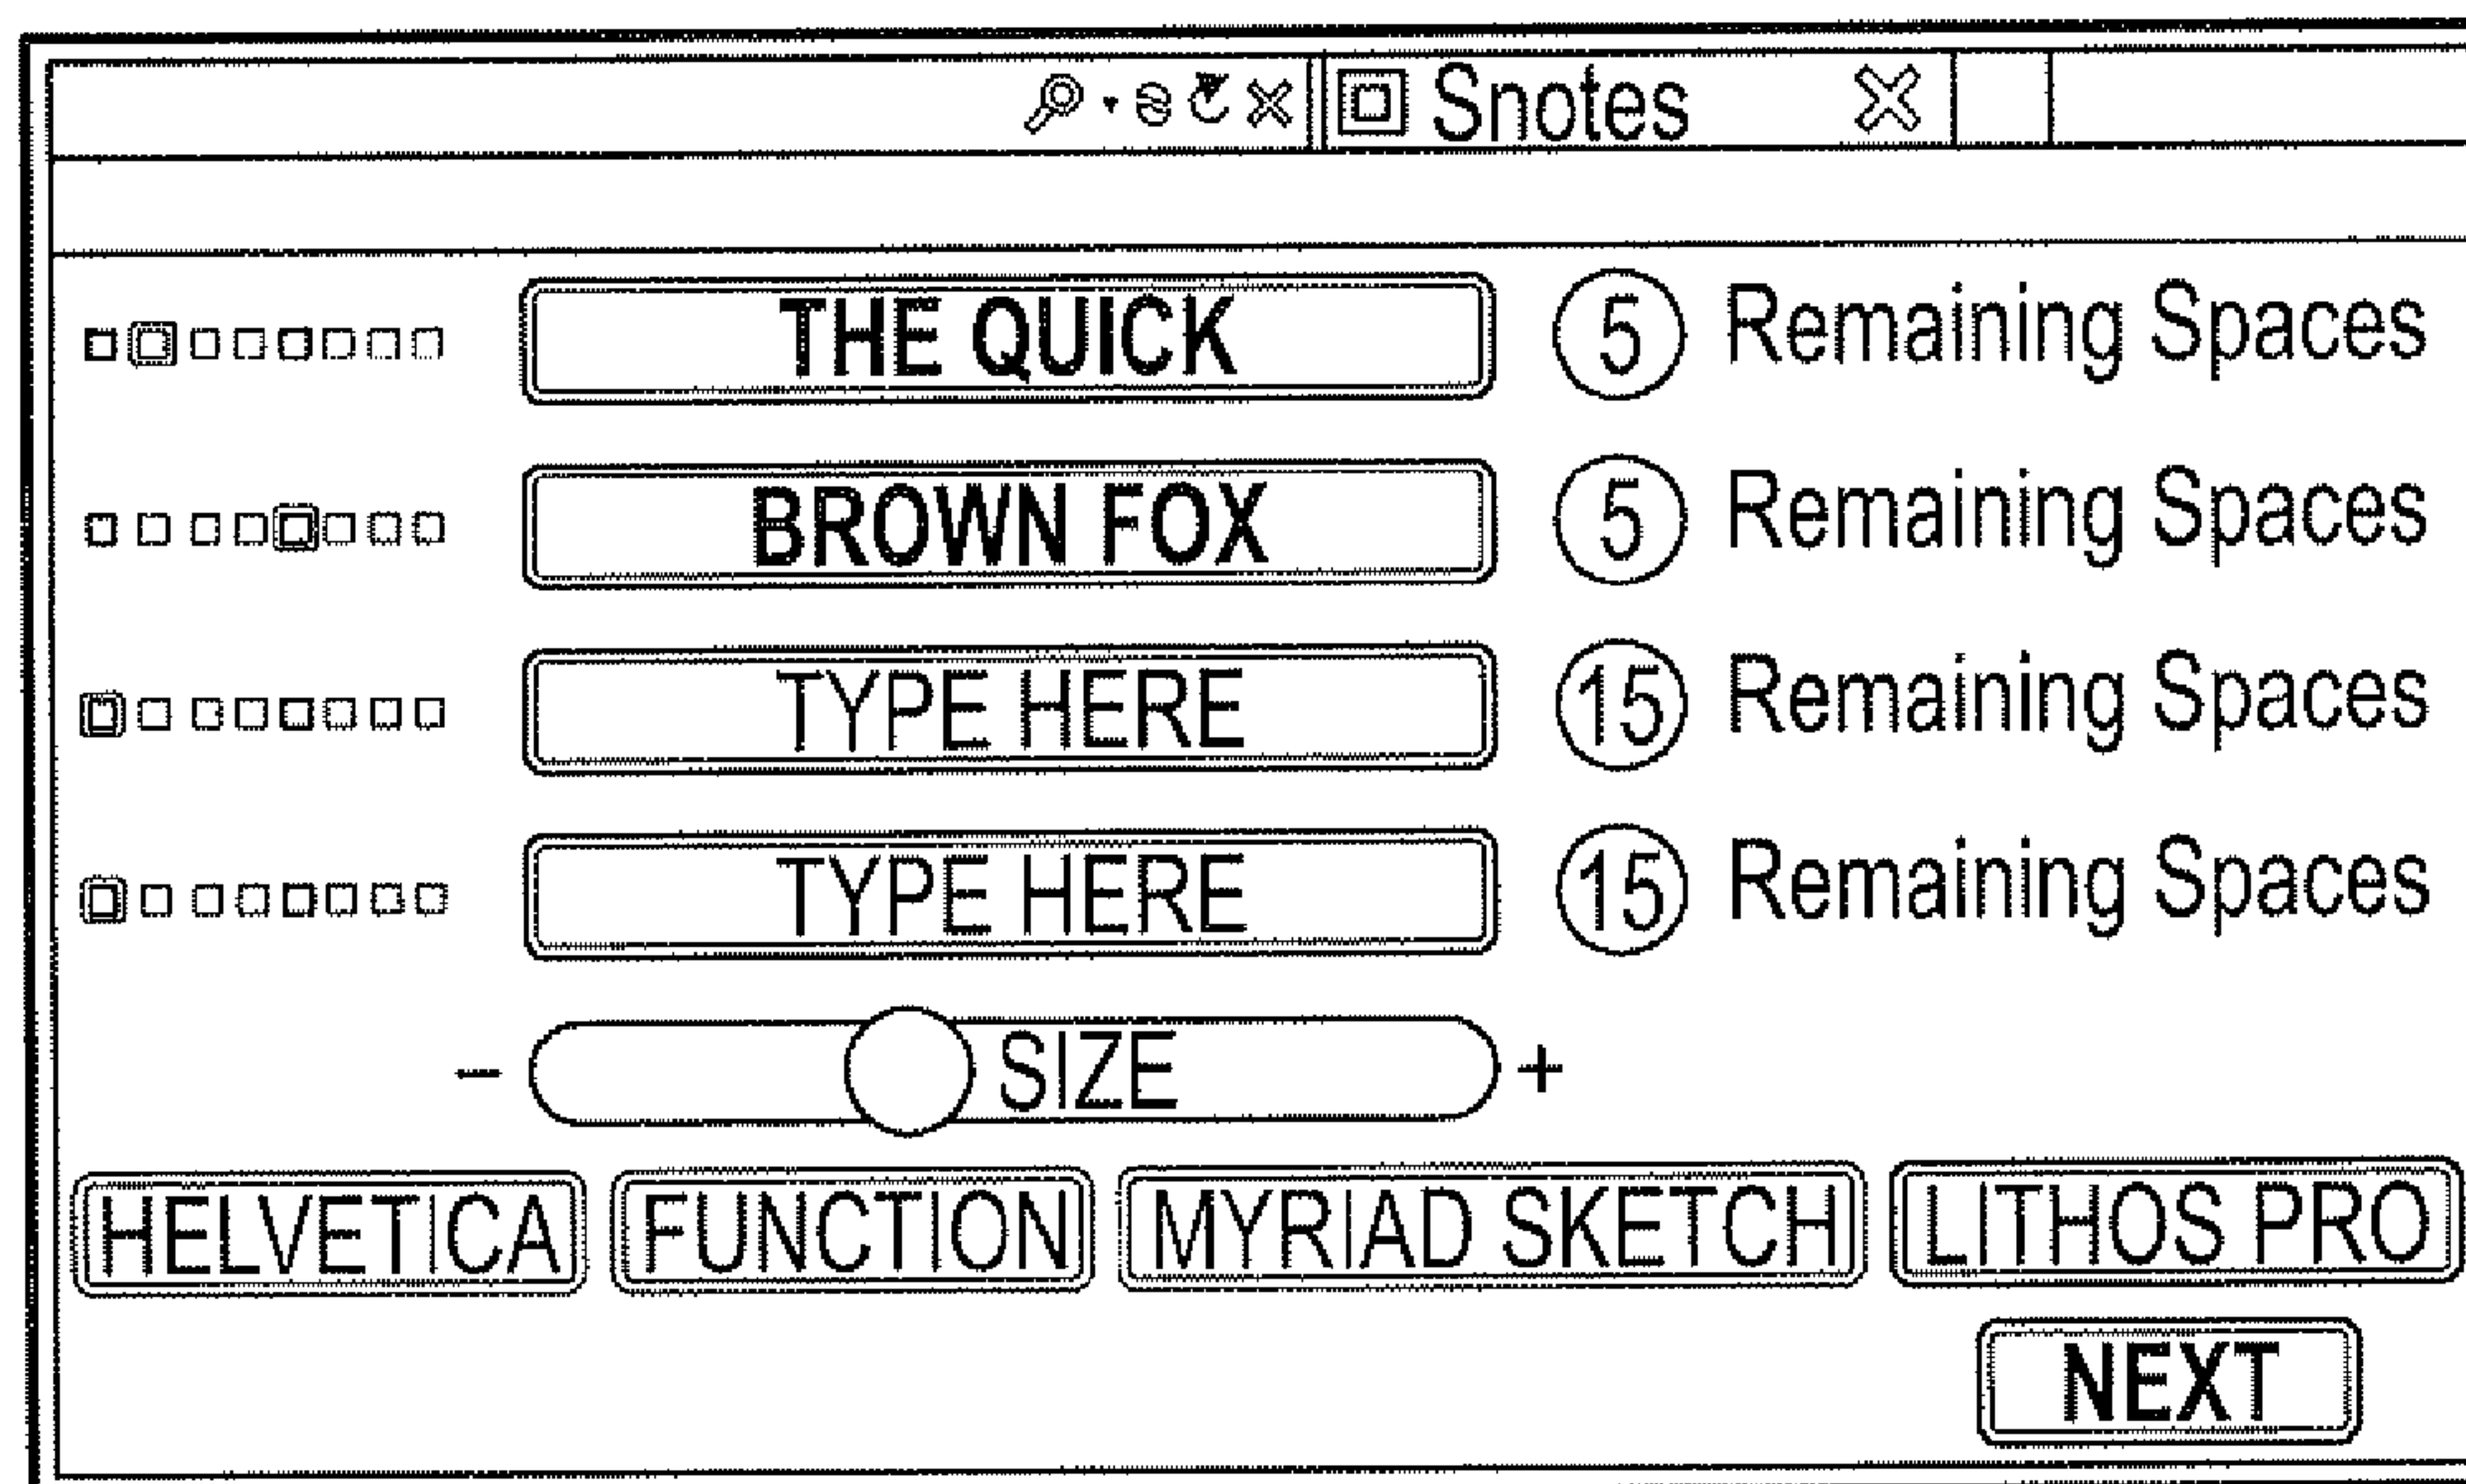 Snotes
THE QUICK 5 Remaining Spaces
BROWN FOX 5 Remaining Spaces
TYPE HERE 15 Remaining Spaces
TYPE HERE 15 Remaining Spaces
- SIZE +
HELVETICA FUNCTION MYRIAD SKETCH LITHOS PRO
NEXT